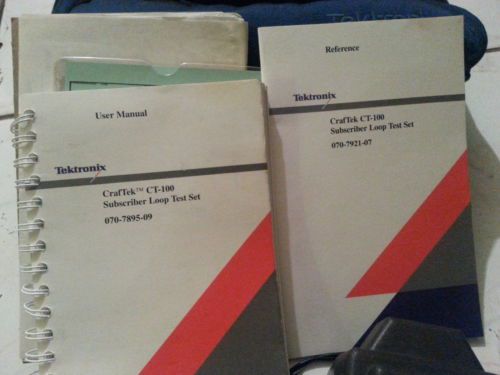 User Manual
Tektronix
CrafTek™ CT-100
Subscriber Loop Test Set
070-7895-09
Reference
Tektronix
CrafTek CT-100
Subscriber Loop Test Set
070-7921-07
Tektronix